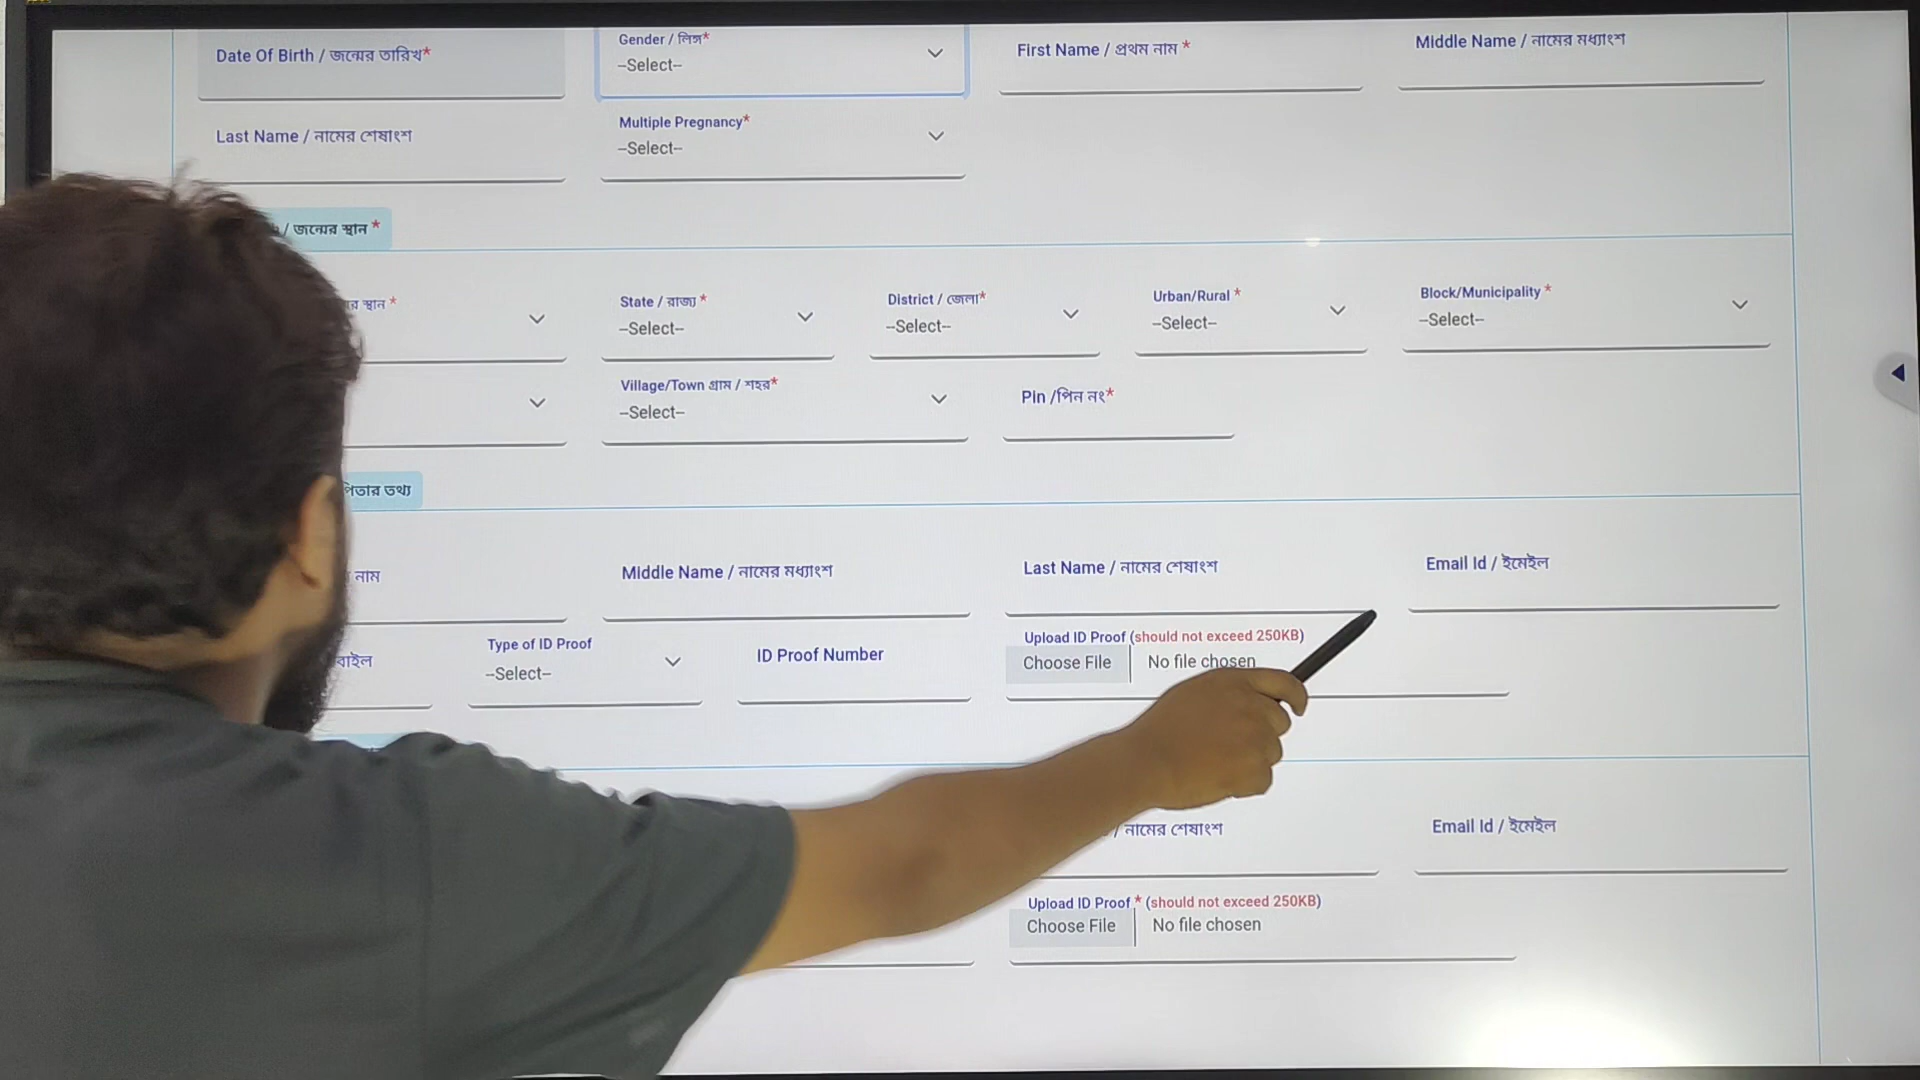 Date Of Birth / জন্মের তারিখ*
Gender / লিঙ্গ*
--Select--
First Name / প্রথম নাম *
Middle Name / নামের মধ্যাংশ
Last Name / নামের শেষাংশ
Multiple Pregnancy*
--Select--
/ জন্মের স্থান *
স্থান *
State / রাজ্য *
--Select--
District / জেলা*
--Select--
Urban/Rural *
--Select--
Block/Municipality *
--Select--
Village/Town গ্রাম / শহর*
--Select--
Pin /পিন নং*
পিতার তথ্য
নাম
Middle Name / নামের মধ্যাংশ
Last Name / নামের শেষাংশ
Email Id / ইমেইল
Type of ID Proof
--Select--
ID Proof Number
Upload ID Proof (should not exceed 250KB)
Choose File
No file chosen
/ নামের শেষাংশ
Email Id / ইমেইল
Upload ID Proof * (should not exceed 250KB)
Choose File
No file chosen